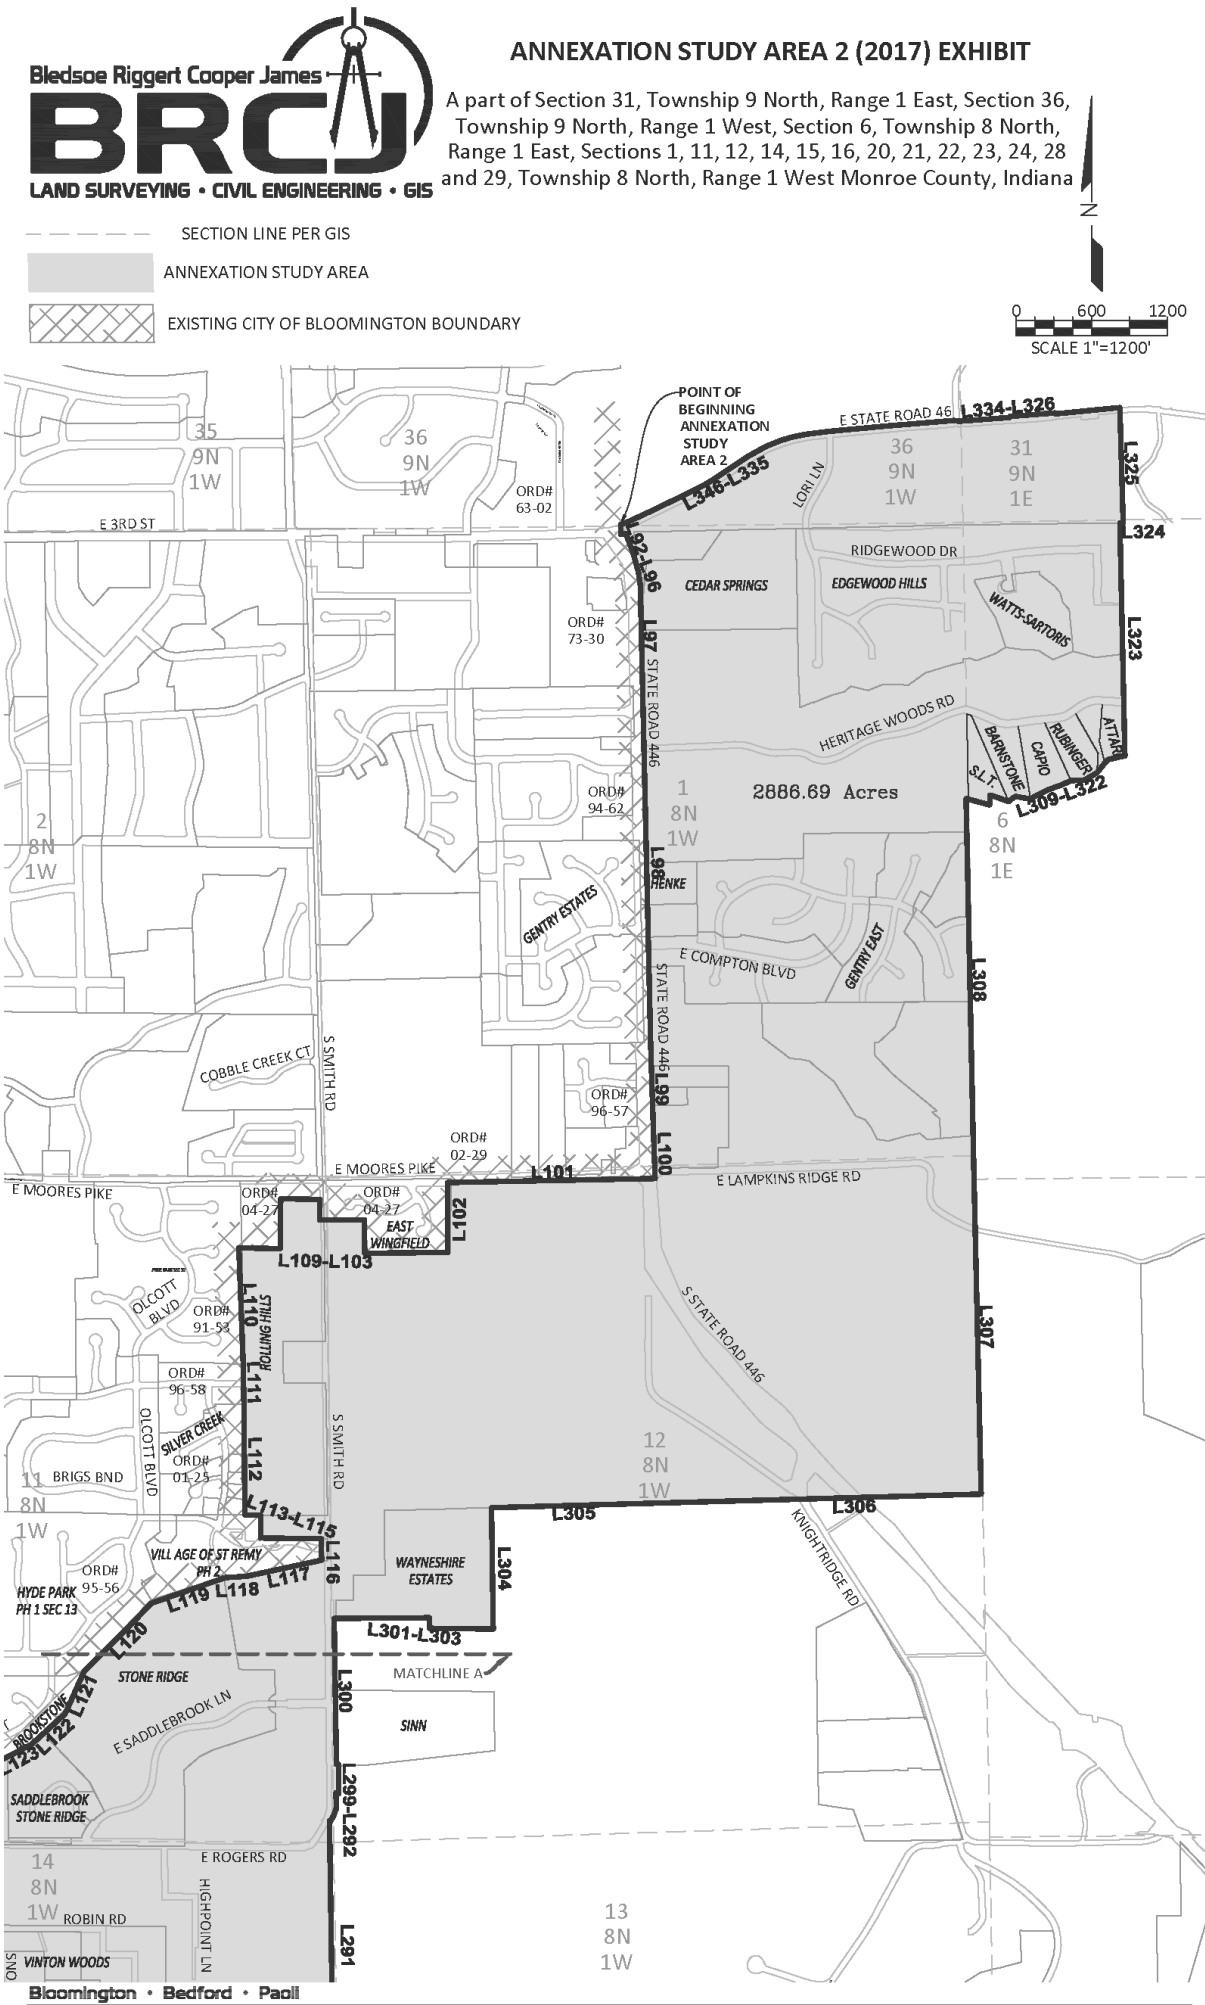 ANNEXATION STUDY AREA 2 (2017) EXHIBIT
Bledsoe Riggert Cooper James
BRCJ
LAND SURVEYING • CIVIL ENGINEERING • GIS
A part of Section 31, Township 9 North, Range 1 East, Section 36,
Township 9 North, Range 1 West, Section 6, Township 8 North,
Range 1 East, Sections 1, 11, 12, 14, 15, 16, 20, 21, 22, 23, 24, 28
and 29, Township 8 North, Range 1 West Monroe County, Indiana
N
SECTION LINE PER GIS
ANNEXATION STUDY AREA
EXISTING CITY OF BLOOMINGTON BOUNDARY
0 600 1200
SCALE 1"=1200'
POINT OF
BEGINNING
ANNEXATION
STUDY
AREA 2
E STATE ROAD 46
L334-L326
35
9N
1W
36
9N
1W
36
9N
1W
31
9N
1E
L325
L346-L335
LORI LN
ORD#
63-02
E 3RD ST
L324
L92-L96
RIDGEWOOD DR
CEDAR SPRINGS
EDGEWOOD HILLS
WATTS-SARTORIS
ORD#
73-30
L97
L323
STATE ROAD 446
HERITAGE WOODS RD
S.L.T.
BARNSTONE
CAPIO
RUBINGER
ATTAR
L309-L322
ORD#
94-62
1
8N
1W
2886.69 Acres
2
8N
1W
6
8N
1E
L98
HENKE
GENTRY ESTATES
E COMPTON BLVD
GENTRY EAST
L308
STATE ROAD 446
S SMITH RD
COBBLE CREEK CT
L99
ORD#
96-57
ORD#
02-29
L100
E MOORES PIKE
L101
E LAMPKINS RIDGE RD
E MOORES PIKE
ORD#
04-27
ORD#
04-27
EAST
WINGFIELD
L102
L109-L103
OLCOTT
BLVD
ORD#
91-53
L110
ROLLING HILLS
S STATE ROAD 446
L307
ORD#
96-58
L111
OLCOTT BLVD
SILVER CREEK
S SMITH RD
L112
ORD#
01-25
12
8N
1W
11
8N
1W
BRIGS BND
L113-L115
L305
L306
KNIGHTRIDGE RD
VILLAGE OF ST REMY
PH 2
L116
WAYNESHIRE
ESTATES
L304
ORD#
95-56
HYDE PARK
PH 1 SEC 13
L119
L118
L117
L120
L301-L303
MATCHLINE A
STONE RIDGE
L121
L300
BROOKSTONE
E SADDLEBROOK LN
SINN
L122
L123
SADDLEBROOK
STONE RIDGE
L299-L292
E ROGERS RD
14
8N
1W
HIGHPOINT LN
ROBIN RD
13
8N
1W
L291
VINTON WOODS
Bloomington • Bedford • Paoli